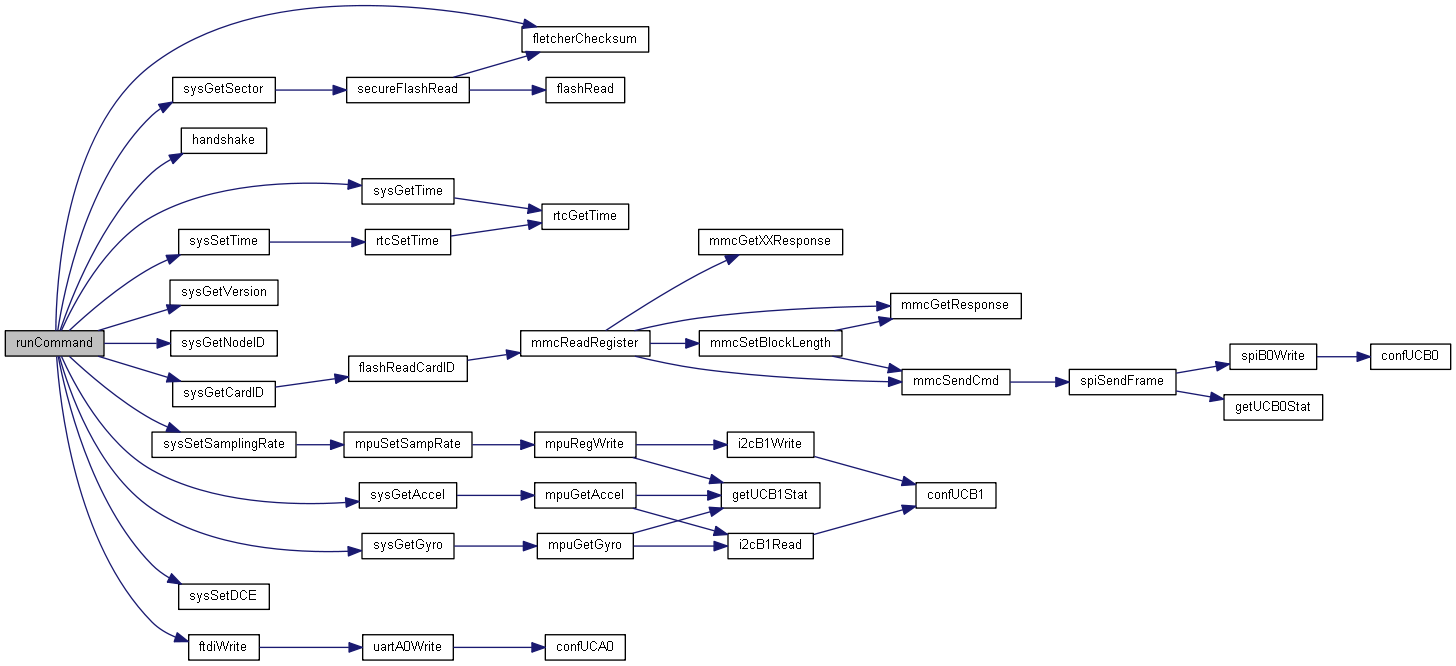 fletcherChecksum
sysGetSector
secureFlashRead
flashRead
handshake
sysGetTime
rtcGetTime
sysSetTime
rtcSetTime
mmcGetXXResponse
sysGetVersion
mmcGetResponse
runCommand
sysGetNodeID
mmcReadRegister
mmcSetBlockLength
spiB0Write
confUCB0
flashReadCardID
sysGetCardID
mmcSendCmd
spiSendFrame
getUCB0Stat
sysSetSamplingRate
mpuSetSampRate
mpuRegWrite
i2cB1Write
sysGetAccel
mpuGetAccel
getUCB1Stat
confUCB1
sysGetGyro
mpuGetGyro
i2cB1Read
sysSetDCE
ftdiWrite
uartA0Write
confUCA0